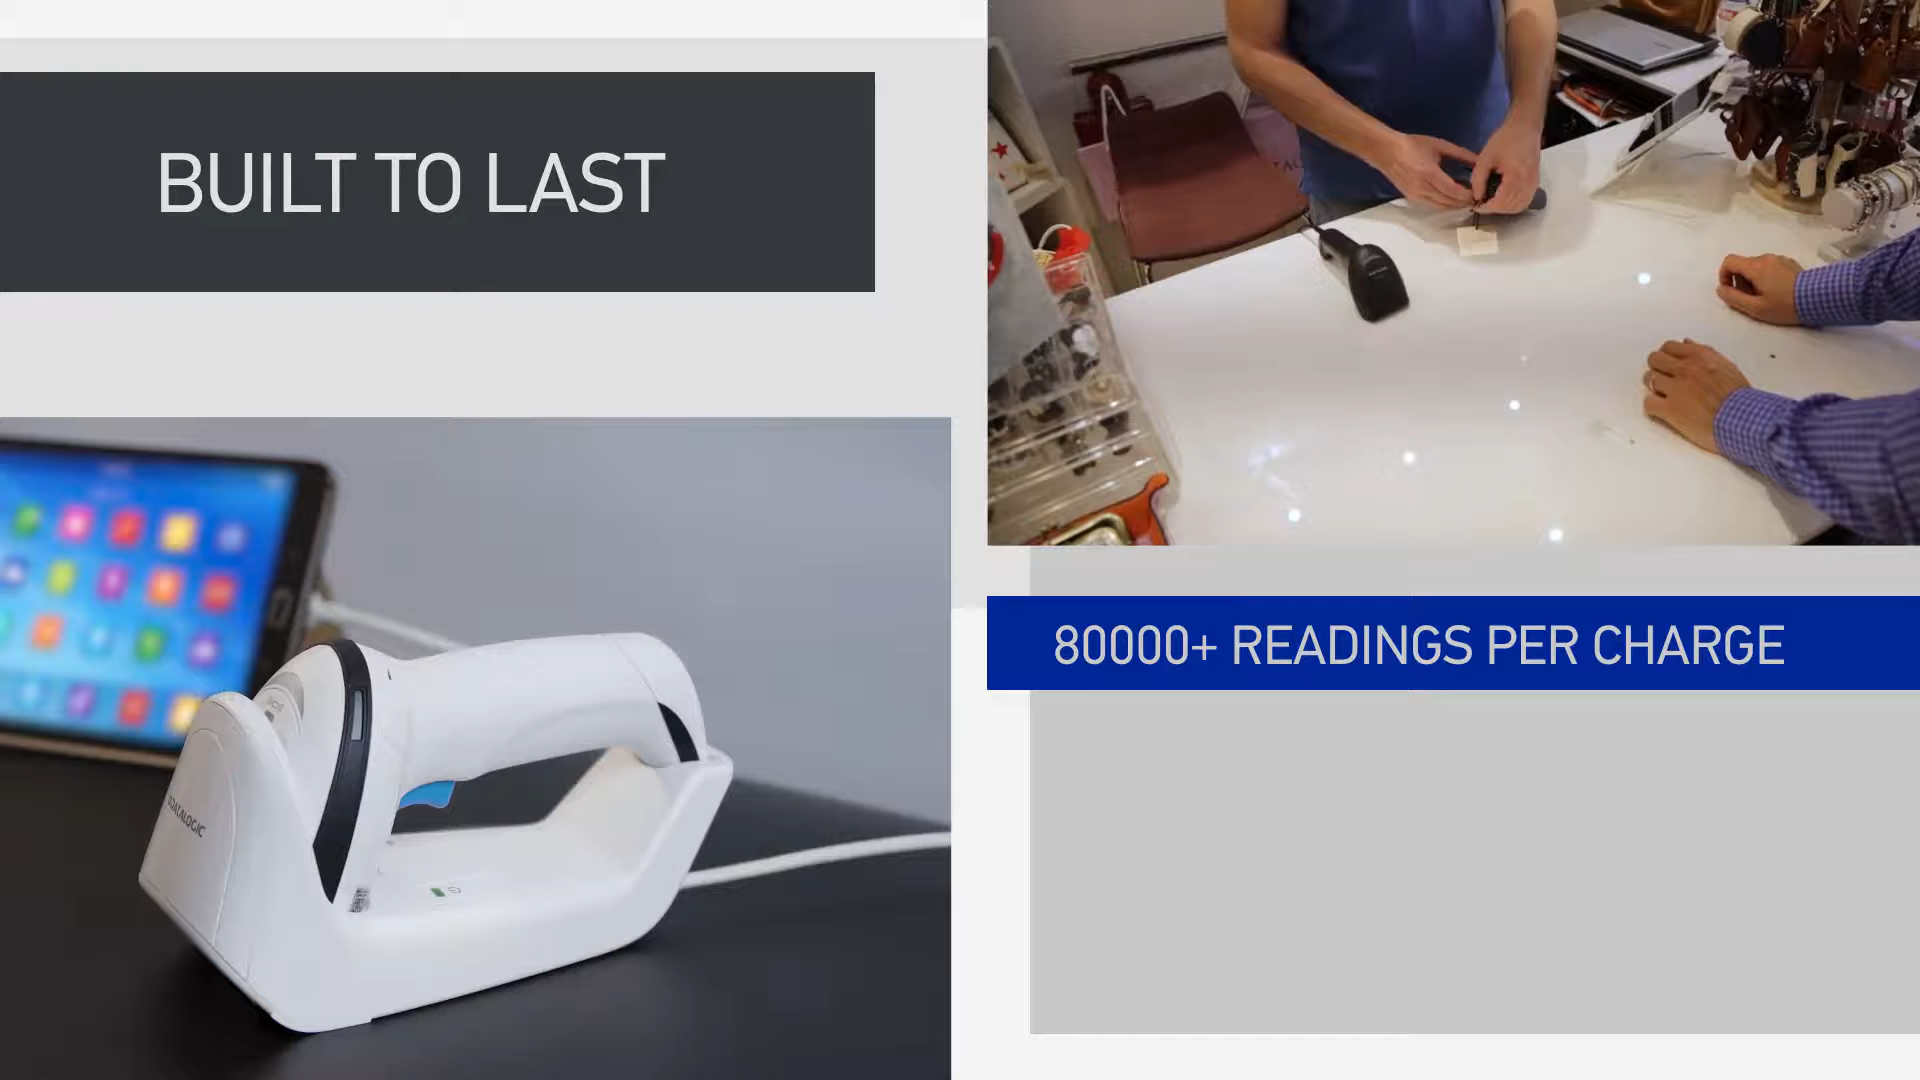 BUILT TO LAST
80000+ READINGS PER CHARGE
DATALOGIC